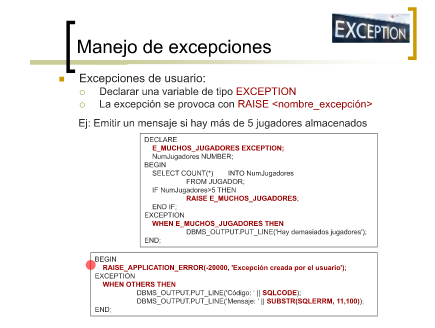 EXCEPTION
Manejo de excepciones
Excepciones de usuario:
Declarar una variable de tipo EXCEPTION
La excepción se provoca con RAISE <nombre_excepción>
Ej: Emitir un mensaje si hay más de 5 jugadores almacenados
DECLARE
E_MUCHOS_JUGADORES EXCEPTION;
NumJugadores NUMBER;
BEGIN
SELECT COUNT(*) INTO NumJugadores
FROM JUGADOR;
IF NumJugadores>5 THEN
RAISE E_MUCHOS_JUGADORES;
END IF;
EXCEPTION
WHEN E_MUCHOS_JUGADORES THEN
DBMS_OUTPUT.PUT_LINE('Hay demasiados jugadores');
END;
BEGIN
RAISE_APPLICATION_ERROR(-20000, 'Excepción creada por el usuario');
EXCEPTION
WHEN OTHERS THEN
DBMS_OUTPUT.PUT_LINE('Código: ' || SQLCODE);
DBMS_OUTPUT.PUT_LINE('Mensaje: ' || SUBSTR(SQLERRM, 11,100));
END;